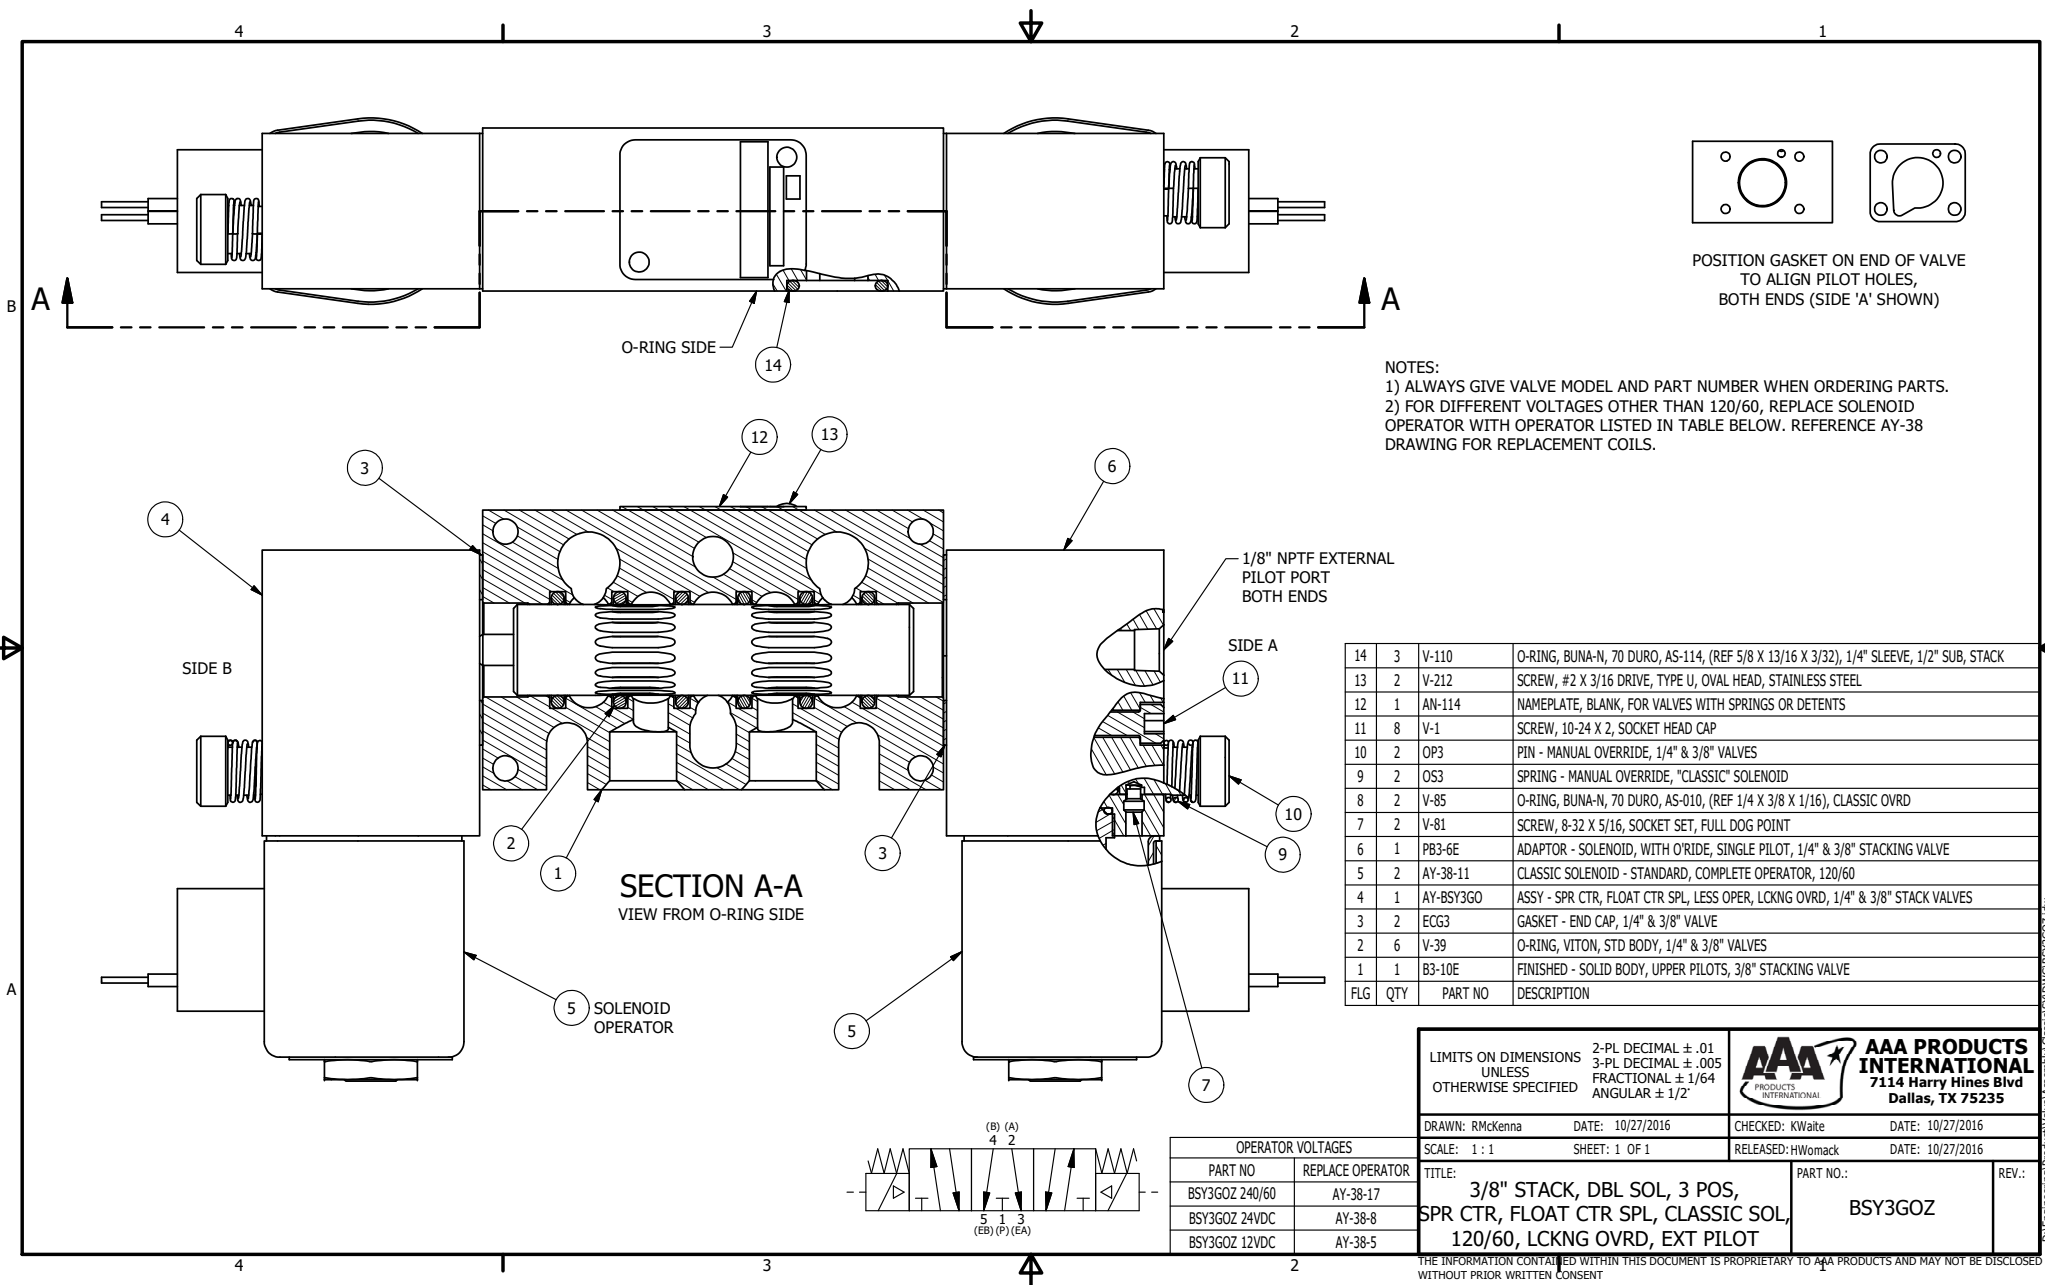 4
3
2
1
B
A
A
A
O-RING SIDE
14
POSITION GASKET ON END OF VALVE
TO ALIGN PILOT HOLES,
BOTH ENDS (SIDE 'A' SHOWN)
NOTES:
1) ALWAYS GIVE VALVE MODEL AND PART NUMBER WHEN ORDERING PARTS.
2) FOR DIFFERENT VOLTAGES OTHER THAN 120/60, REPLACE SOLENOID
OPERATOR WITH OPERATOR LISTED IN TABLE BELOW. REFERENCE AY-38
DRAWING FOR REPLACEMENT COILS.
12
13
3
6
4
1/8" NPTF EXTERNAL
PILOT PORT
BOTH ENDS
SIDE B
SIDE A
11
10
9
2
1
3
SECTION A-A
VIEW FROM O-RING SIDE
5
SOLENOID
OPERATOR
5
7
14 3 V-110 O-RING, BUNA-N, 70 DURO, AS-114, (REF 5/8 X 13/16 X 3/32), 1/4" SLEEVE, 1/2" SUB, STACK
13 2 V-212 SCREW, #2 X 3/16 DRIVE, TYPE U, OVAL HEAD, STAINLESS STEEL
12 1 AN-114 NAMEPLATE, BLANK, FOR VALVES WITH SPRINGS OR DETENTS
11 8 V-1 SCREW, 10-24 X 2, SOCKET HEAD CAP
10 2 OP3 PIN - MANUAL OVERRIDE, 1/4" & 3/8" VALVES
9 2 OS3 SPRING - MANUAL OVERRIDE, "CLASSIC" SOLENOID
8 2 V-85 O-RING, BUNA-N, 70 DURO, AS-010, (REF 1/4 X 3/8 X 1/16), CLASSIC OVRD
7 2 V-81 SCREW, 8-32 X 5/16, SOCKET SET, FULL DOG POINT
6 1 PB3-6E ADAPTOR - SOLENOID, WITH O'RIDE, SINGLE PILOT, 1/4" & 3/8" STACKING VALVE
5 2 AY-38-11 CLASSIC SOLENOID - STANDARD, COMPLETE OPERATOR, 120/60
4 1 AY-BSY3GO ASSY - SPR CTR, FLOAT CTR SPL, LESS OPER, LCKNG OVRD, 1/4" & 3/8" STACK VALVES
3 2 ECG3 GASKET - END CAP, 1/4" & 3/8" VALVE
2 6 V-39 O-RING, VITON, STD BODY, 1/4" & 3/8" VALVES
1 1 B3-10E FINISHED - SOLID BODY, UPPER PILOTS, 3/8" STACKING VALVE
FLG QTY PART NO DESCRIPTION
A
(B) (A)
4 2
5 1 3
(EB) (P) (EA)
OPERATOR VOLTAGES
PART NO REPLACE OPERATOR
BSY3GOZ 240/60 AY-38-17
BSY3GOZ 24VDC AY-38-8
BSY3GOZ 12VDC AY-38-5
LIMITS ON DIMENSIONS
UNLESS
OTHERWISE SPECIFIED
2-PL DECIMAL ± .01
3-PL DECIMAL ± .005
FRACTIONAL ± 1/64
ANGULAR ± 1/2°
AAA
PRODUCTS
INTERNATIONAL
AAA PRODUCTS
INTERNATIONAL
7114 Harry Hines Blvd
Dallas, TX 75235
DRAWN: RMcKenna DATE: 10/27/2016 CHECKED: KWaite DATE: 10/27/2016
SCALE: 1 : 1 SHEET: 1 OF 1 RELEASED: HWomack DATE: 10/27/2016
TITLE:
3/8" STACK, DBL SOL, 3 POS,
SPR CTR, FLOAT CTR SPL, CLASSIC SOL,
120/60, LCKNG OVRD, EXT PILOT
PART NO.:
BSY3GOZ
REV.:
4
3
2
1
THE INFORMATION CONTAINED WITHIN THIS DOCUMENT IS PROPRIETARY TO AAA PRODUCTS AND MAY NOT BE DISCLOSED
WITHOUT PRIOR WRITTEN CONSENT